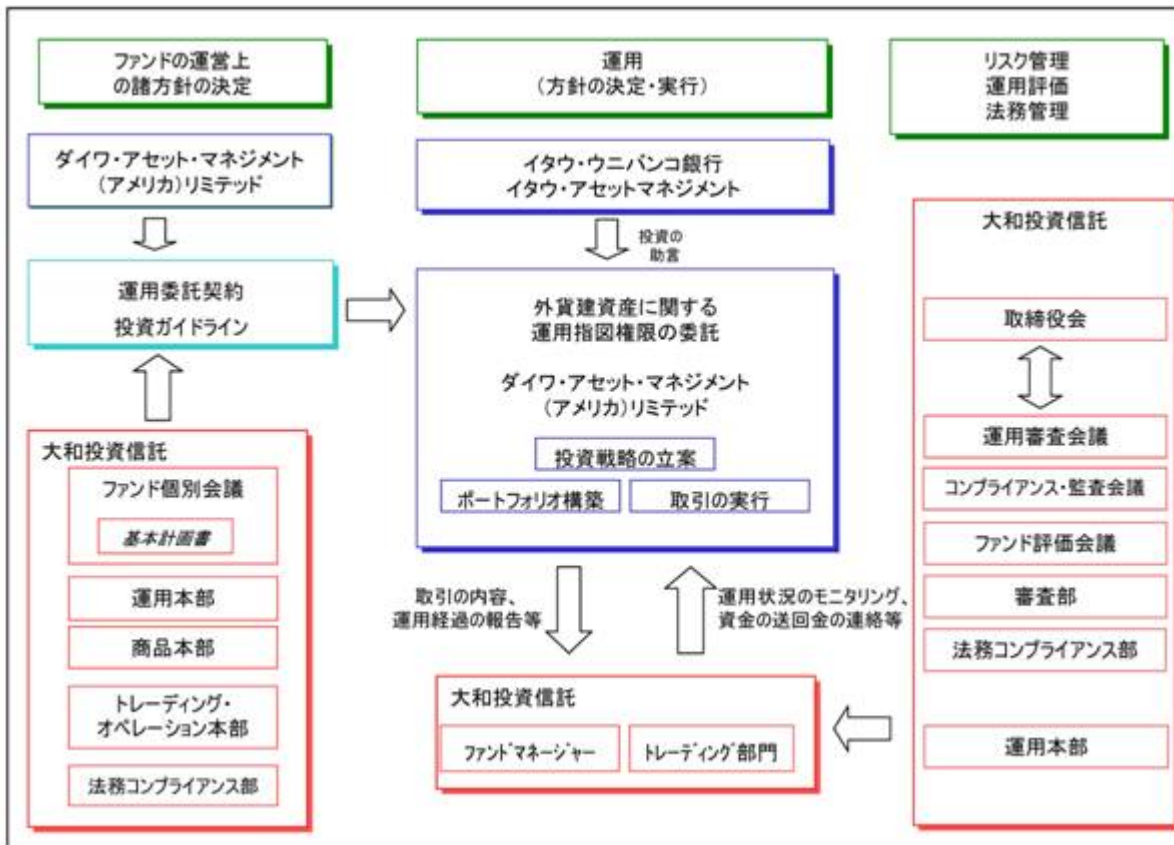 ファンドの運営上
の諸方針の決定
ダイワ・アセット・マネジメント
(アメリカ)リミテッド
運用委託契約
投資ガイドライン
大和投資信託
ファンド個別会議
基本計画書
運用本部
商品本部
トレーディング・
オペレーション本部
法務コンプライアンス部
運用
(方針の決定・実行)
イタウ・ウニバンコ銀行
イタウ・アセットマネジメント
投資の
助言
外貨建資産に関する
運用指図権限の委託
ダイワ・アセット・マネジメント
(アメリカ)リミテッド
投資戦略の立案
ポートフォリオ構築
取引の実行
取引の内容、
運用経過の報告等
運用状況のモニタリング、
資金の送回金の連絡等
大和投資信託
ファンドマネージャー
トレーディング部門
リスク管理
運用評価
法務管理
大和投資信託
取締役会
運用審査会議
コンプライアンス・監査会議
ファンド評価会議
審査部
法務コンプライアンス部
運用本部